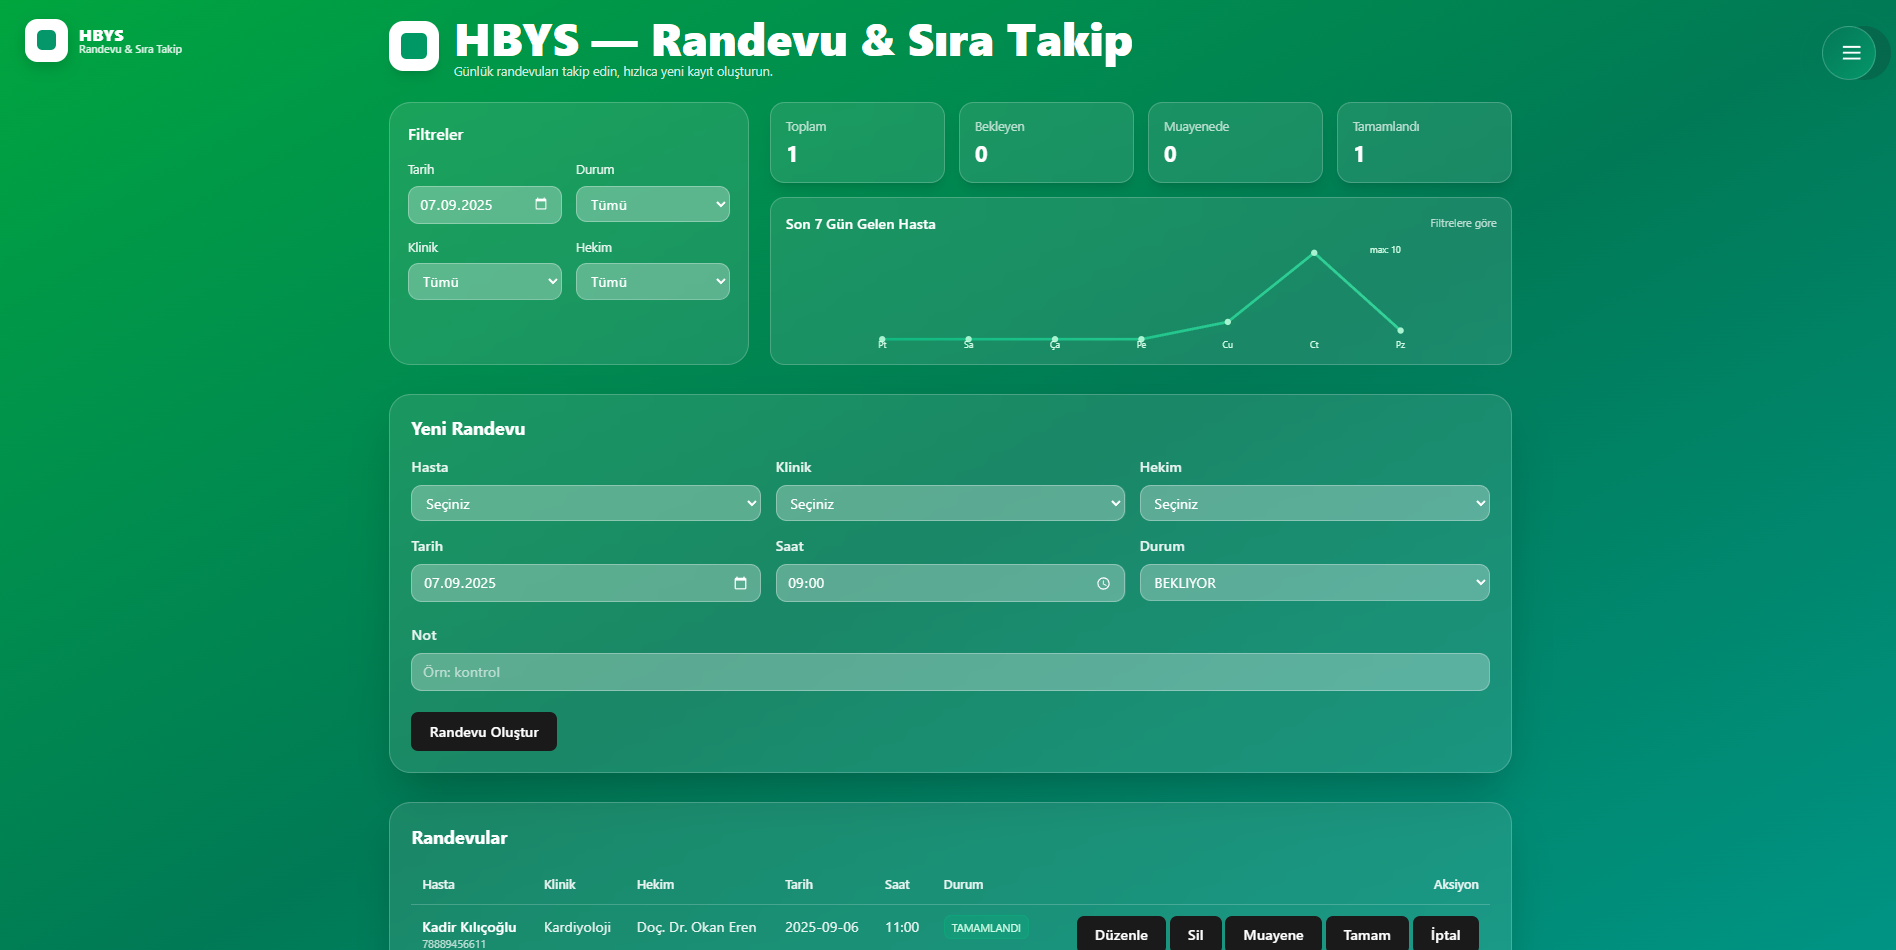 HBYS
Randevu & Sıra Takip
HBYS — Randevu & Sıra Takip
Günlük randevuları takip edin, hızlıca yeni kayıt oluşturun.
Filtreler
Tarih Durum
07.09.2025 Tümü
Klinik Hekim
Tümü Tümü
Toplam Bekleyen Muayenede Tamamlandı
1 0 0 1
Son 7 Gün Gelen Hasta Filtrelere göre
max: 10
Pt Sa Ça Pe Cu Ct Pz
Yeni Randevu
Hasta Klinik Hekim
Seçiniz Seçiniz Seçiniz
Tarih Saat Durum
07.09.2025 09:00 BEKLIYOR
Not
Örn: kontrol
Randevu Oluştur
Randevular
Hasta Klinik Hekim Tarih Saat Durum Aksiyon
Kadir Kılıçoğlu Kardiyoloji Doç. Dr. Okan Eren 2025-09-06 11:00 TAMAMLANDI Düzenle Sil Muayene Tamam İptal
78889456611